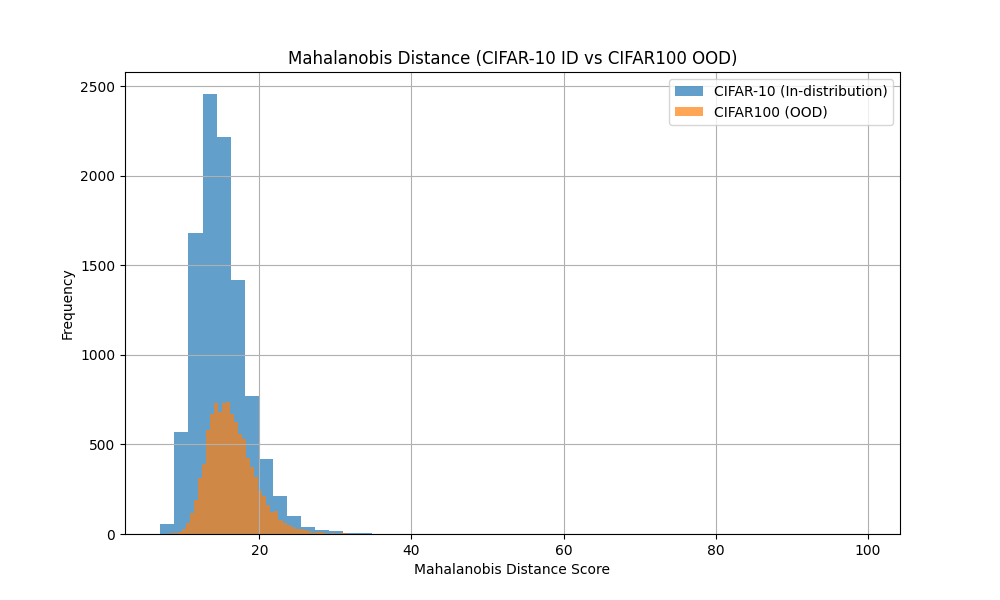 Mahalanobis Distance (CIFAR-10 ID vs CIFAR100 OOD)
CIFAR-10 (In-distribution)
CIFAR100 (OOD)
Frequency
2500
2000
1500
1000
500
0
20
40
60
80
100
Mahalanobis Distance Score